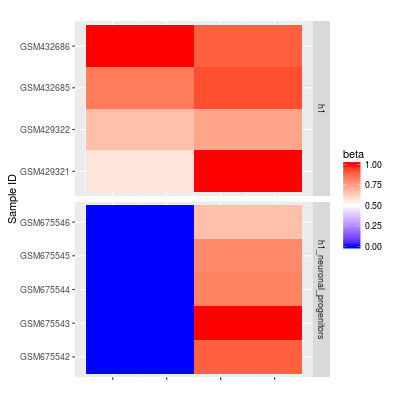 GSM432686
GSM432685
GSM429322
GSM429321
h1
GSM675546
GSM675545
GSM675544
GSM675543
GSM675542
h1_neuronal_progenitors
Sample ID
beta
1.00
0.75
0.50
0.25
0.00